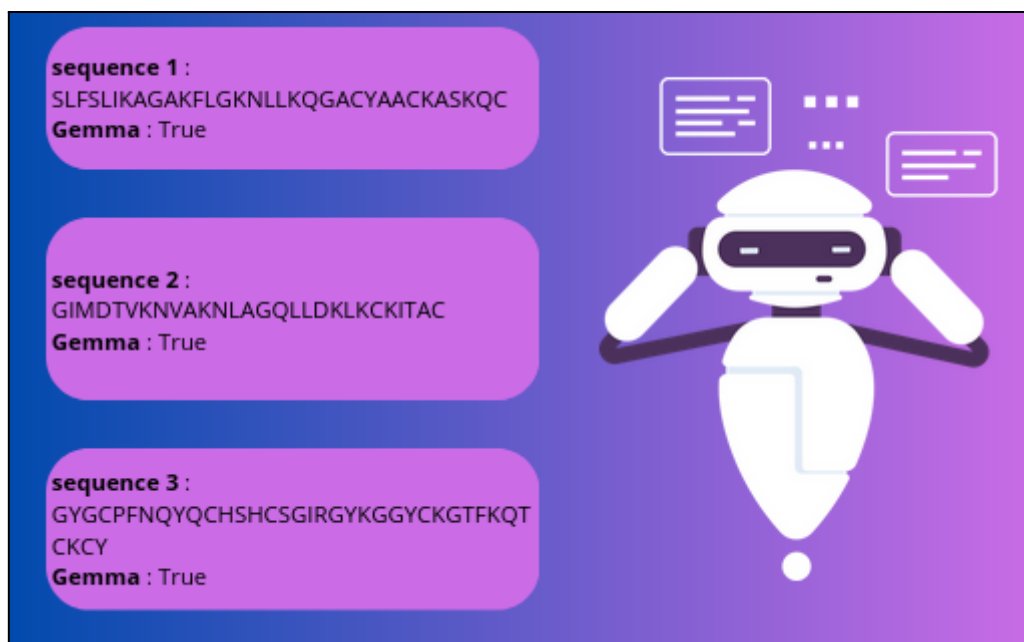 sequence 1 :
SLFSLIKAGAKFLGKNLLKQGACYAACKASKQC
Gemma : True
sequence 2 :
GIMDTVKNVAKNLAGQLLDKLKCKITAC
Gemma : True
sequence 3 :
GYGCPFNQYQCHSHCSGIRGYKGGYCKGTFKQT
CKCY
Gemma : True